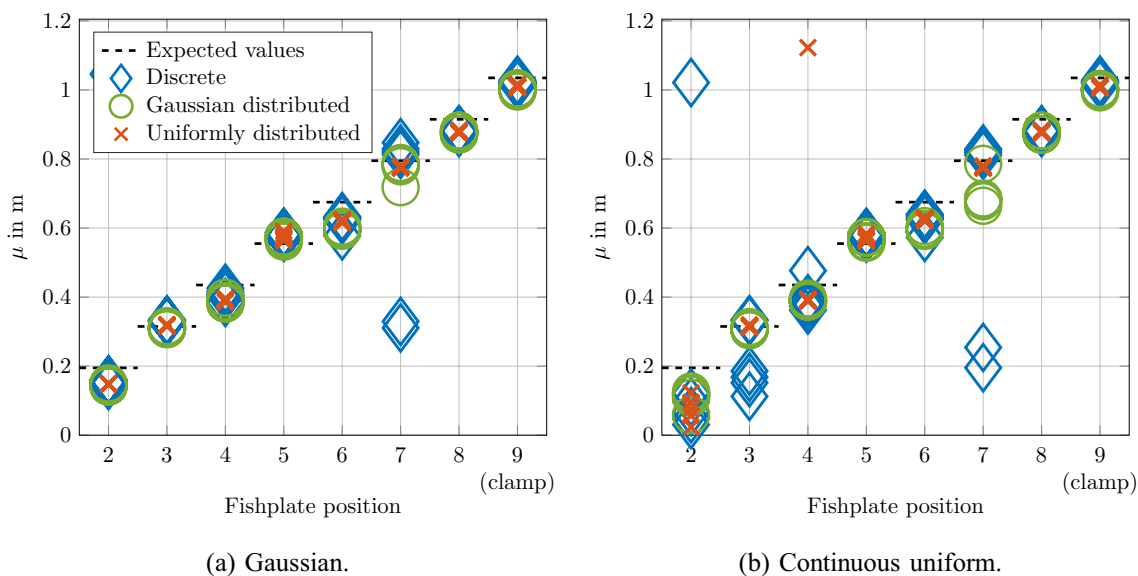 1.2
1
0.8
0.6
0.4
0.2
0
μ in m
Expected values
Discrete
Gaussian distributed
Uniformly distributed
2 3 4 5 6 7 8 9
(clamp)
Fishplate position
(a) Gaussian.
1.2
1
0.8
0.6
0.4
0.2
0
μ in m
2 3 4 5 6 7 8 9
(clamp)
Fishplate position
(b) Continuous uniform.